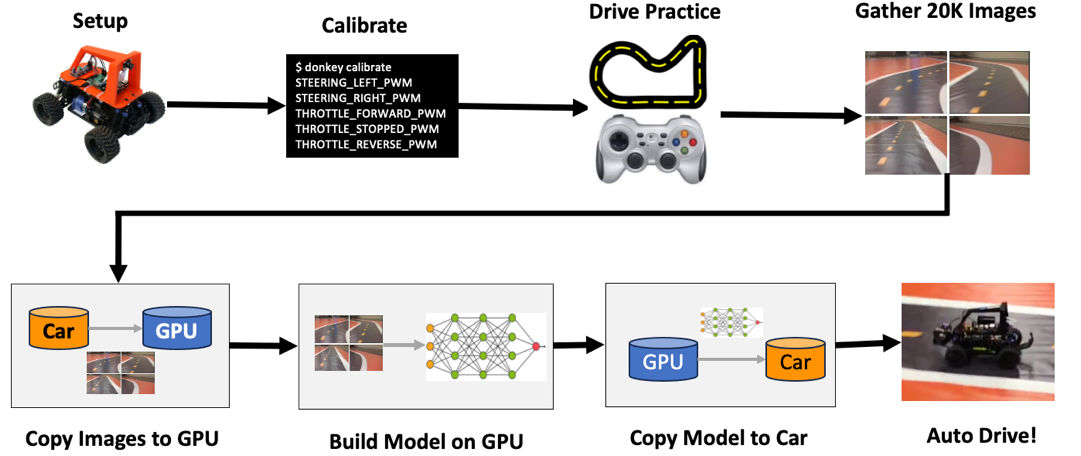 Setup
Calibrate
Drive Practice
Gather 20K Images
$ donkey calibrate
STEERING_LEFT_PWM
STEERING_RIGHT_PWM
THROTTLE_FORWARD_PWM
THROTTLE_STOPPED_PWM
THROTTLE_REVERSE_PWM
Car
GPU
GPU
Car
Copy Images to GPU
Build Model on GPU
Copy Model to Car
Auto Drive!